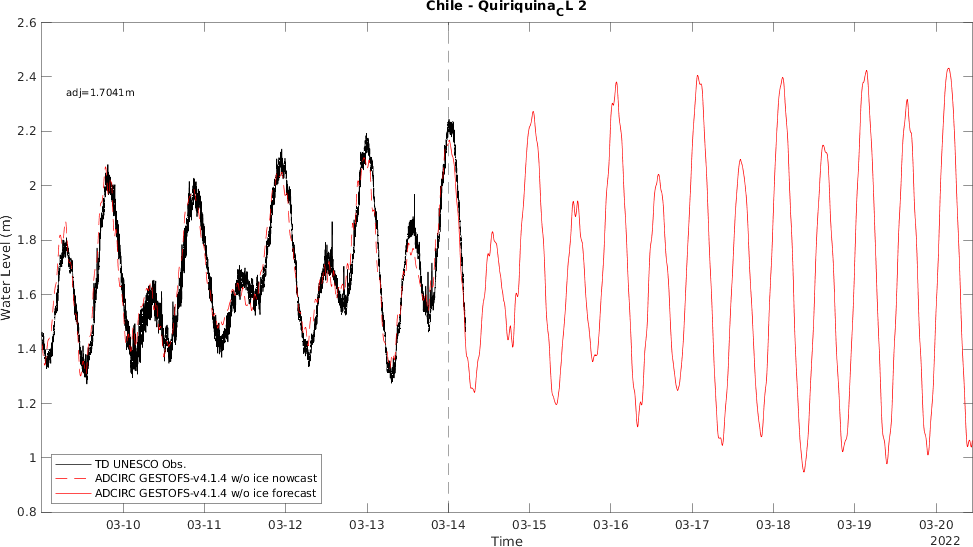 Chile - Quiriquina_CL 2
2.6
2.4
2.2
2
1.8
1.6
1.4
1.2
1
0.8
Water Level (m)
adj=1.7041m
TD UNESCO Obs.
ADCIRC GESTOFS-v4.1.4 w/o ice nowcast
ADCIRC GESTOFS-v4.1.4 w/o ice forecast
03-10 03-11 03-12 03-13 03-14 03-15 03-16 03-17 03-18 03-19 03-20
Time
2022